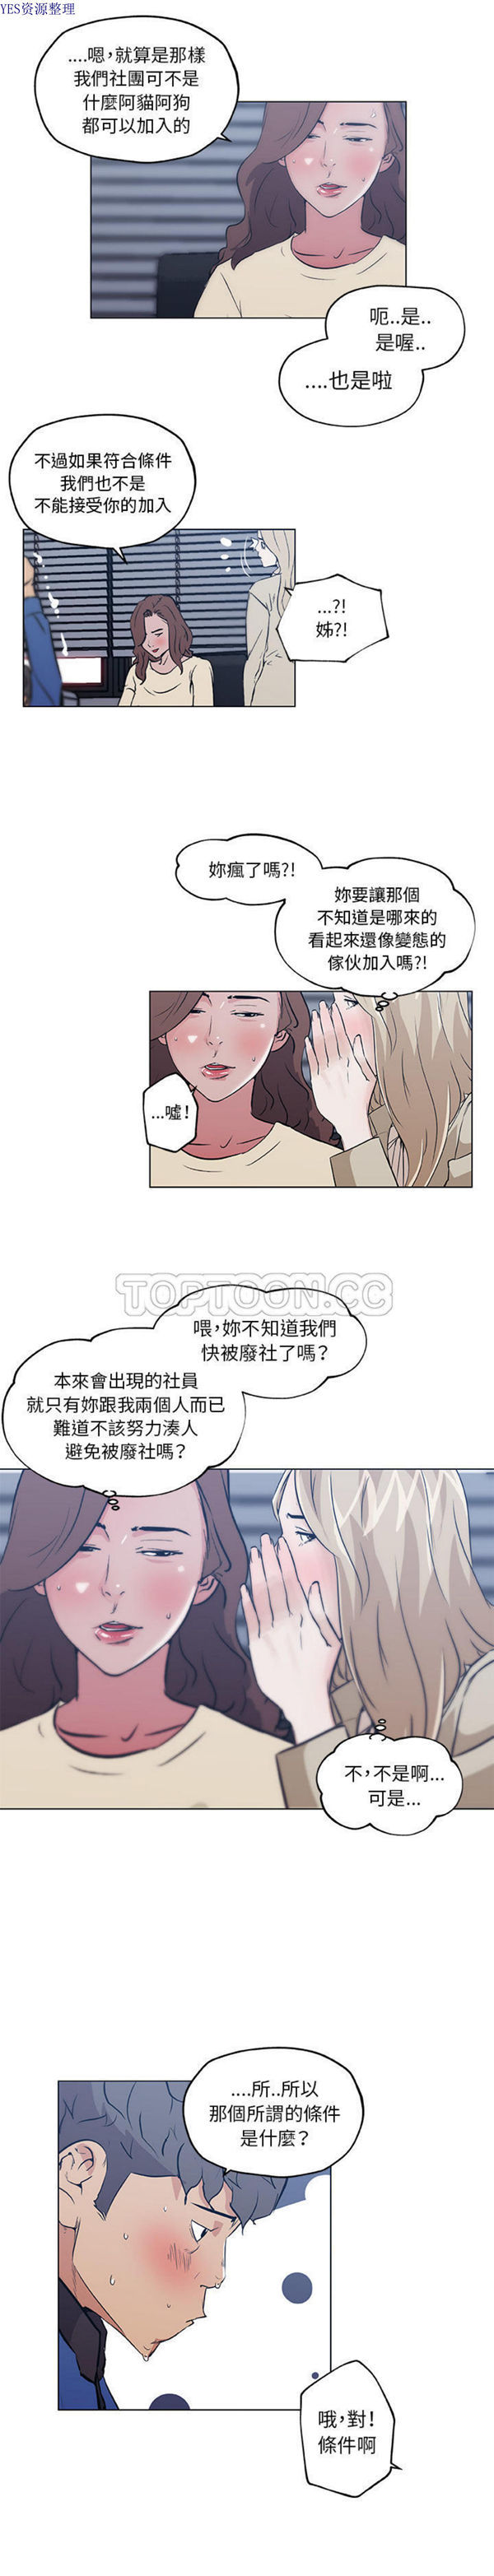 YES资源整理
....嗯，就算是那樣
我們社團可不是
什麼阿貓阿狗
都可以加入的
呃..是..
是喔..
....也是啦
不過如果符合條件
我們也不是
不能接受你的加入
...?!
姊?!
妳瘋了嗎?!
妳要讓那個
不知道是哪來的
看起來還像變態的
傢伙加入嗎?!
...噓!
TOPTOON.CC
喂，妳不知道我們
快被廢社了嗎？
本來會出現的社員
就只有妳跟我兩個人而已
難道不該努力湊人
避免被廢社嗎？
不，不是啊...
可是...
....所..所以
那個所謂的條件
是什麼？
哦，對!
條件啊